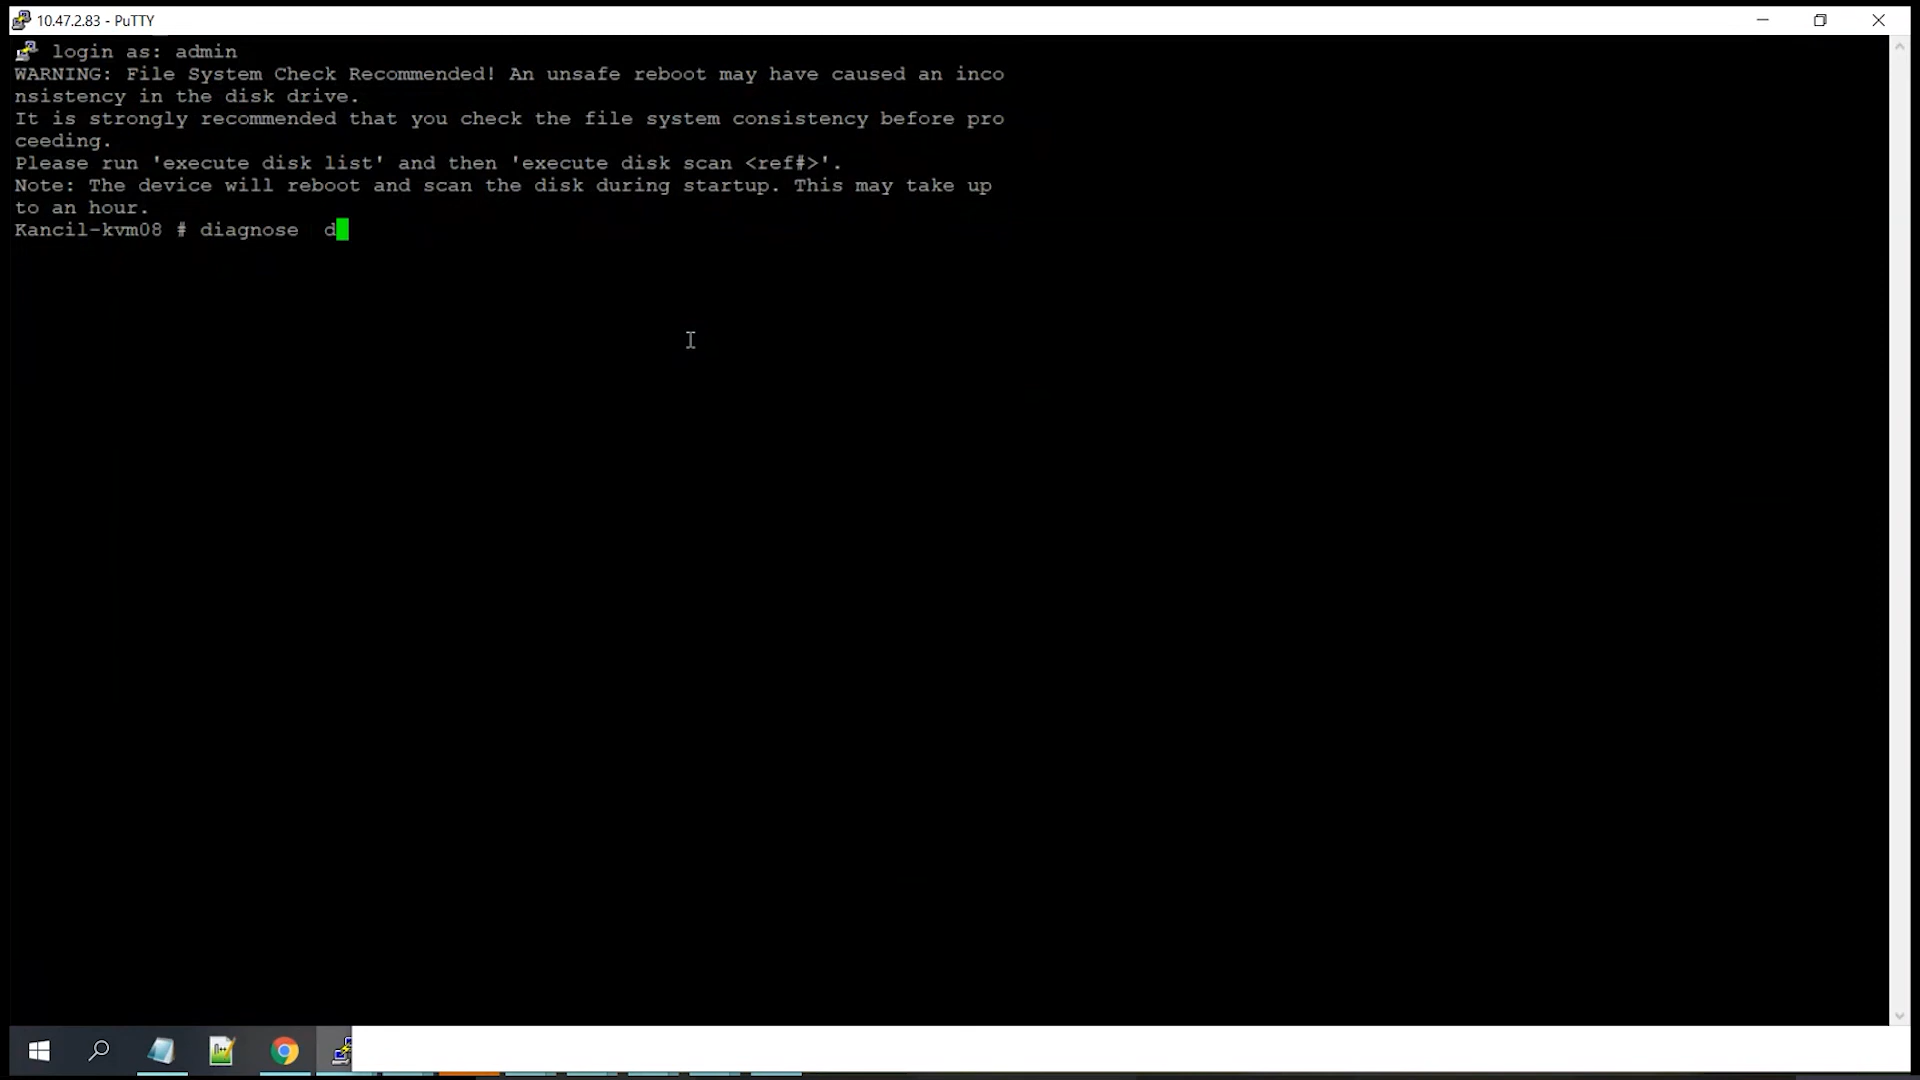 10.47.2.83 - PuTTY
login as: admin
WARNING: File System Check Recommended! An unsafe reboot may have caused an inco
nsistency in the disk drive.
It is strongly recommended that you check the file system consistency before pro
ceeding.
Please run 'execute disk list' and then 'execute disk scan <ref#>'.
Note: The device will reboot and scan the disk during startup. This may take up
to an hour.
Kancil-kvm08 # diagnose  d